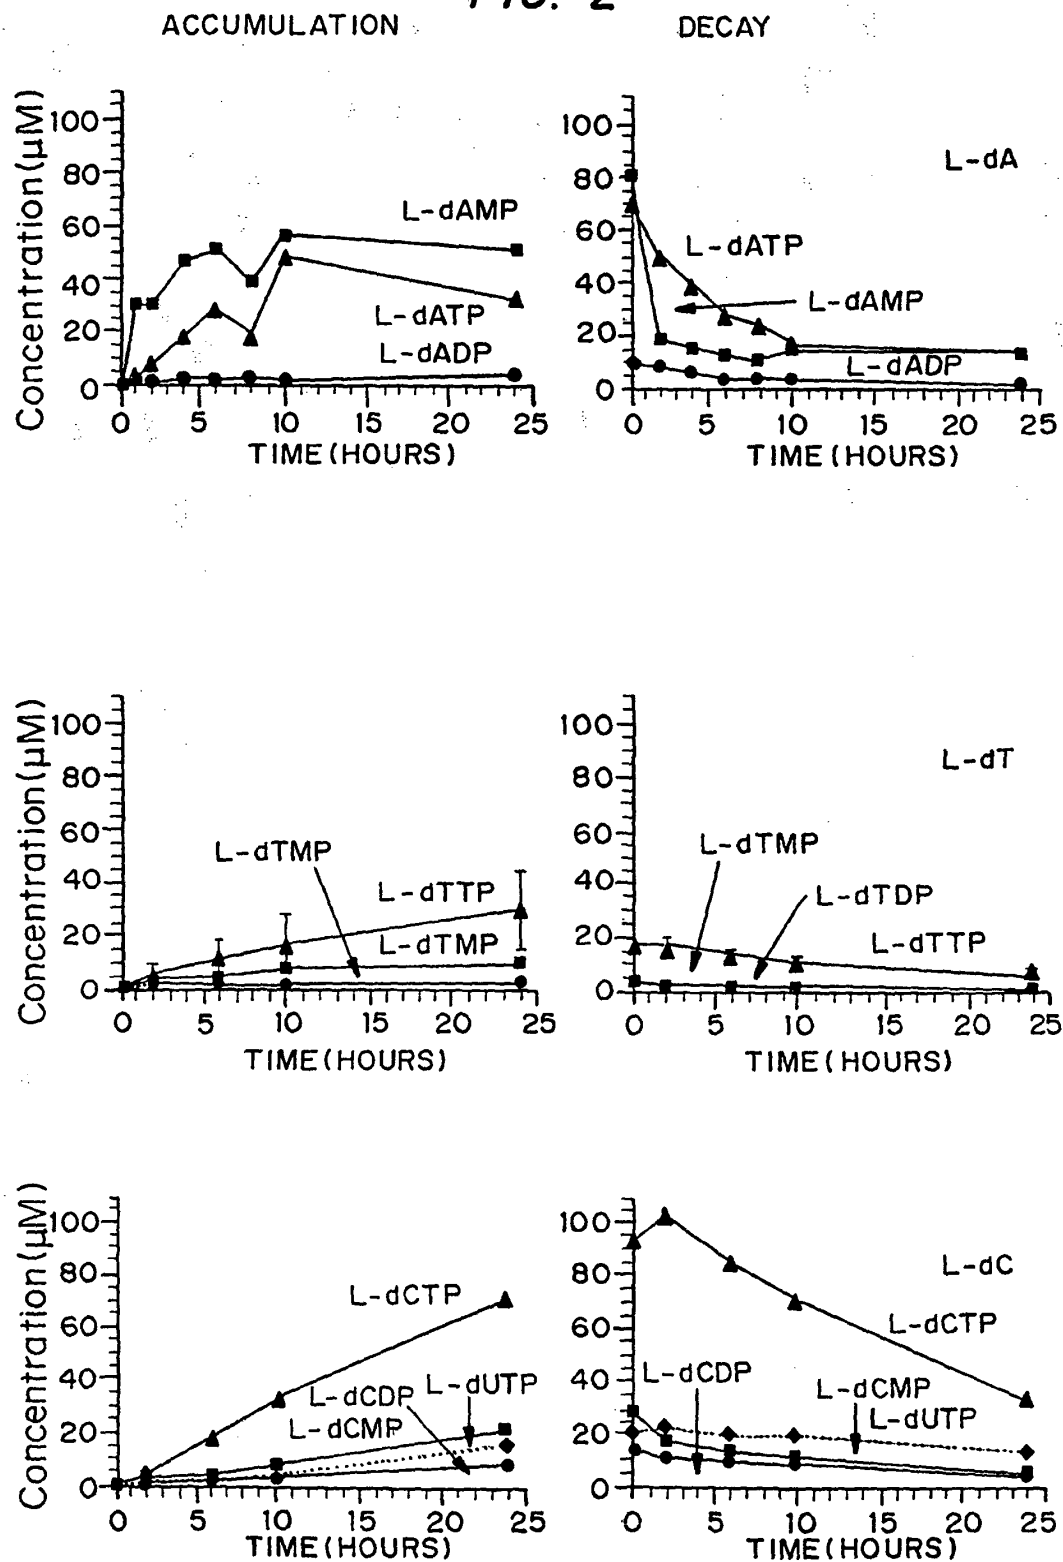 FIG. 2
ACCUMULATION
DECAY
Concentration (μM)
100
80
60
40
20
0
L-dAMP
L-dATP
L-dADP
0 5 10 15 20 25
TIME (HOURS)
100
80
60
40
20
0
L-dA
L-dATP
L-dAMP
L-dADP
0 5 10 15 20 25
TIME (HOURS)
Concentration (μM)
100
80
60
40
20
0
L-dTMP
L-dTTP
L-dTMP
0 5 10 15 20 25
TIME (HOURS)
100
80
60
40
20
0
L-dT
L-dTMP
L-dTDP
L-dTTP
0 5 10 15 20 25
TIME (HOURS)
Concentration (μM)
100
80
60
40
20
0
L-dCTP
L-dCDP
L-dUTP
L-dCMP
0 5 10 15 20 25
TIME (HOURS)
100
80
60
40
20
0
L-dC
L-dCTP
L-dCDP
L-dCMP
L-dUTP
0 5 10 15 20 25
TIME (HOURS)